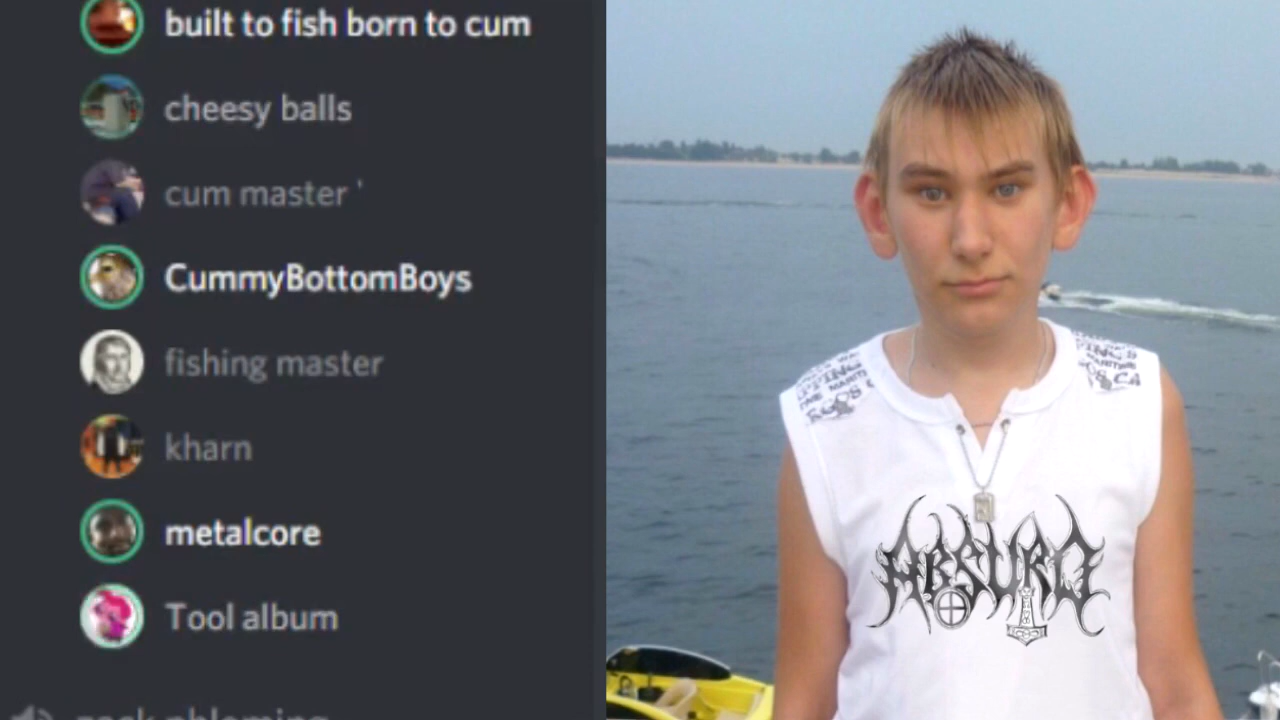 built to fish born to cum
cheesy balls
cum master '
CummyBottomBoys
fishing master
kharn
metalcore
Tool album
ABSURD